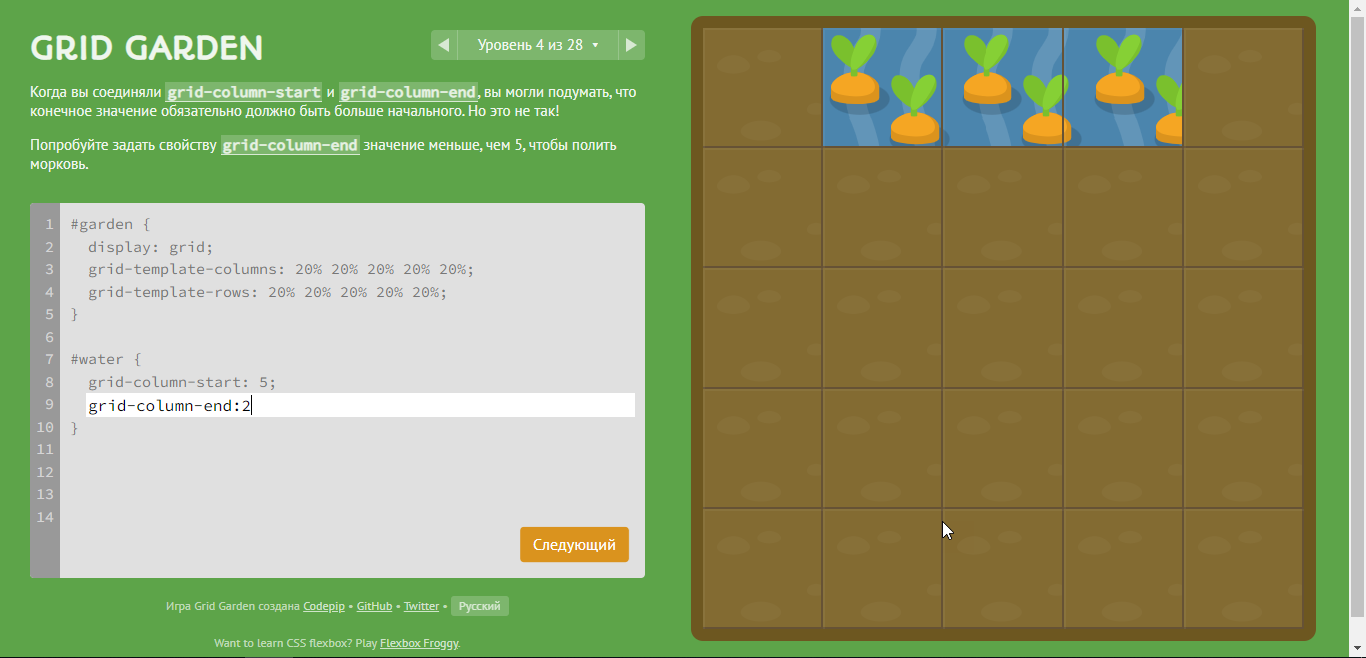 GRID GARDEN
Уровень 4 из 28
Когда вы соединяли grid-column-start и grid-column-end, вы могли подумать, что
конечное значение обязательно должно быть больше начального. Но это не так!
Попробуйте задать свойству grid-column-end значение меньше, чем 5, чтобы полить
морковь.
1 #garden {
2 display: grid;
3 grid-template-columns: 20% 20% 20% 20% 20%;
4 grid-template-rows: 20% 20% 20% 20% 20%;
5 }
6
7 #water {
8 grid-column-start: 5;
9 grid-column-end:2
10 }
11
12
13
14
Следующий
Игра Grid Garden создана Codepip • GitHub • Twitter • Русский
Want to learn CSS flexbox? Play Flexbox Froggy.